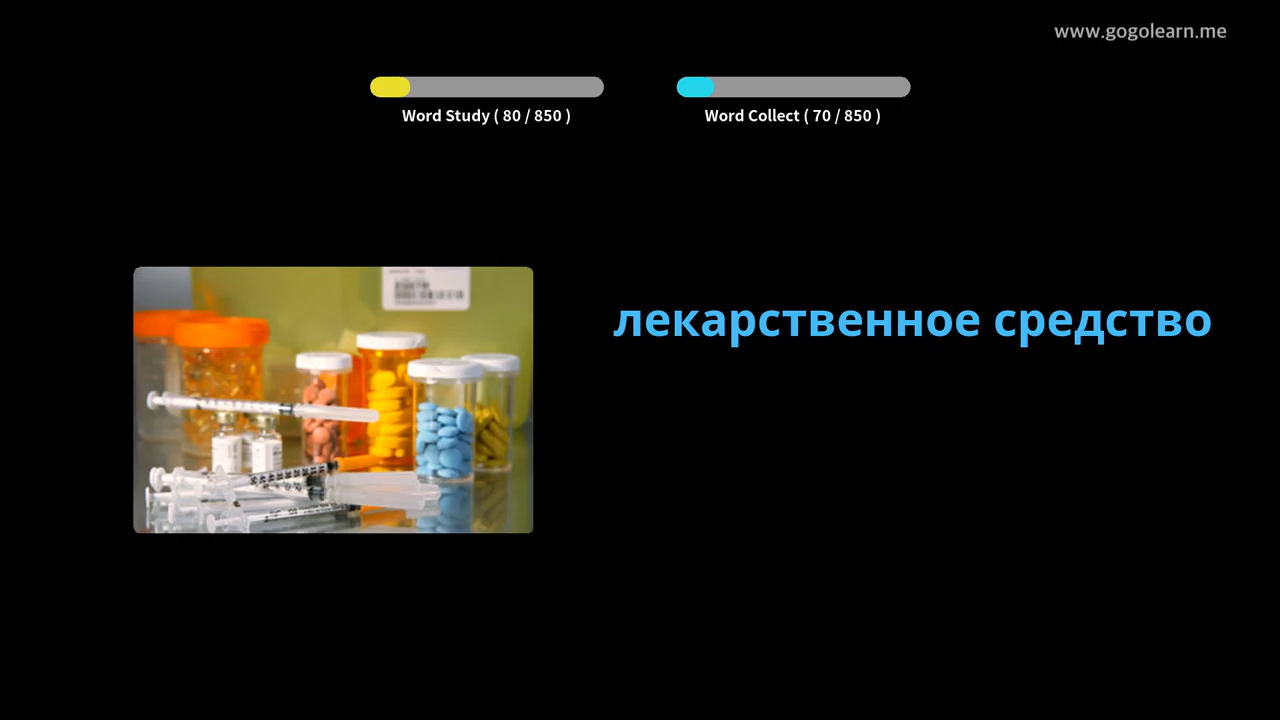 www.gogolearn.me
Word Study ( 80 / 850 )
Word Collect ( 70 / 850 )
лекарственное средство